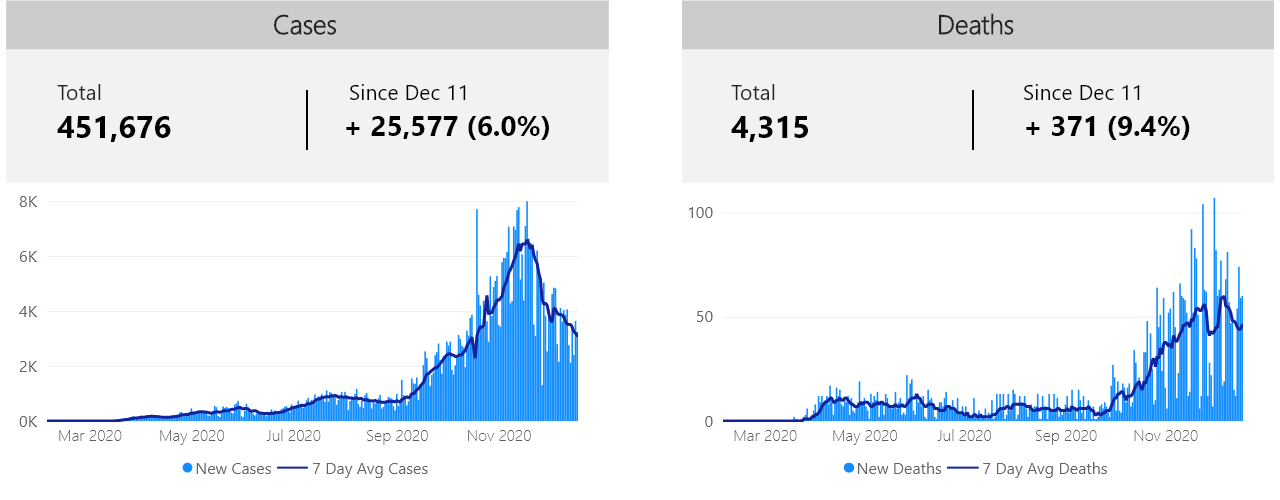 Cases
Total
451,676
Since Dec 11
+ 25,577 (6.0%)
8K
6K
4K
2K
0K
Mar 2020 May 2020 Jul 2020 Sep 2020 Nov 2020
New Cases 7 Day Avg Cases
Deaths
Total
4,315
Since Dec 11
+ 371 (9.4%)
100
50
0
Mar 2020 May 2020 Jul 2020 Sep 2020 Nov 2020
New Deaths 7 Day Avg Deaths